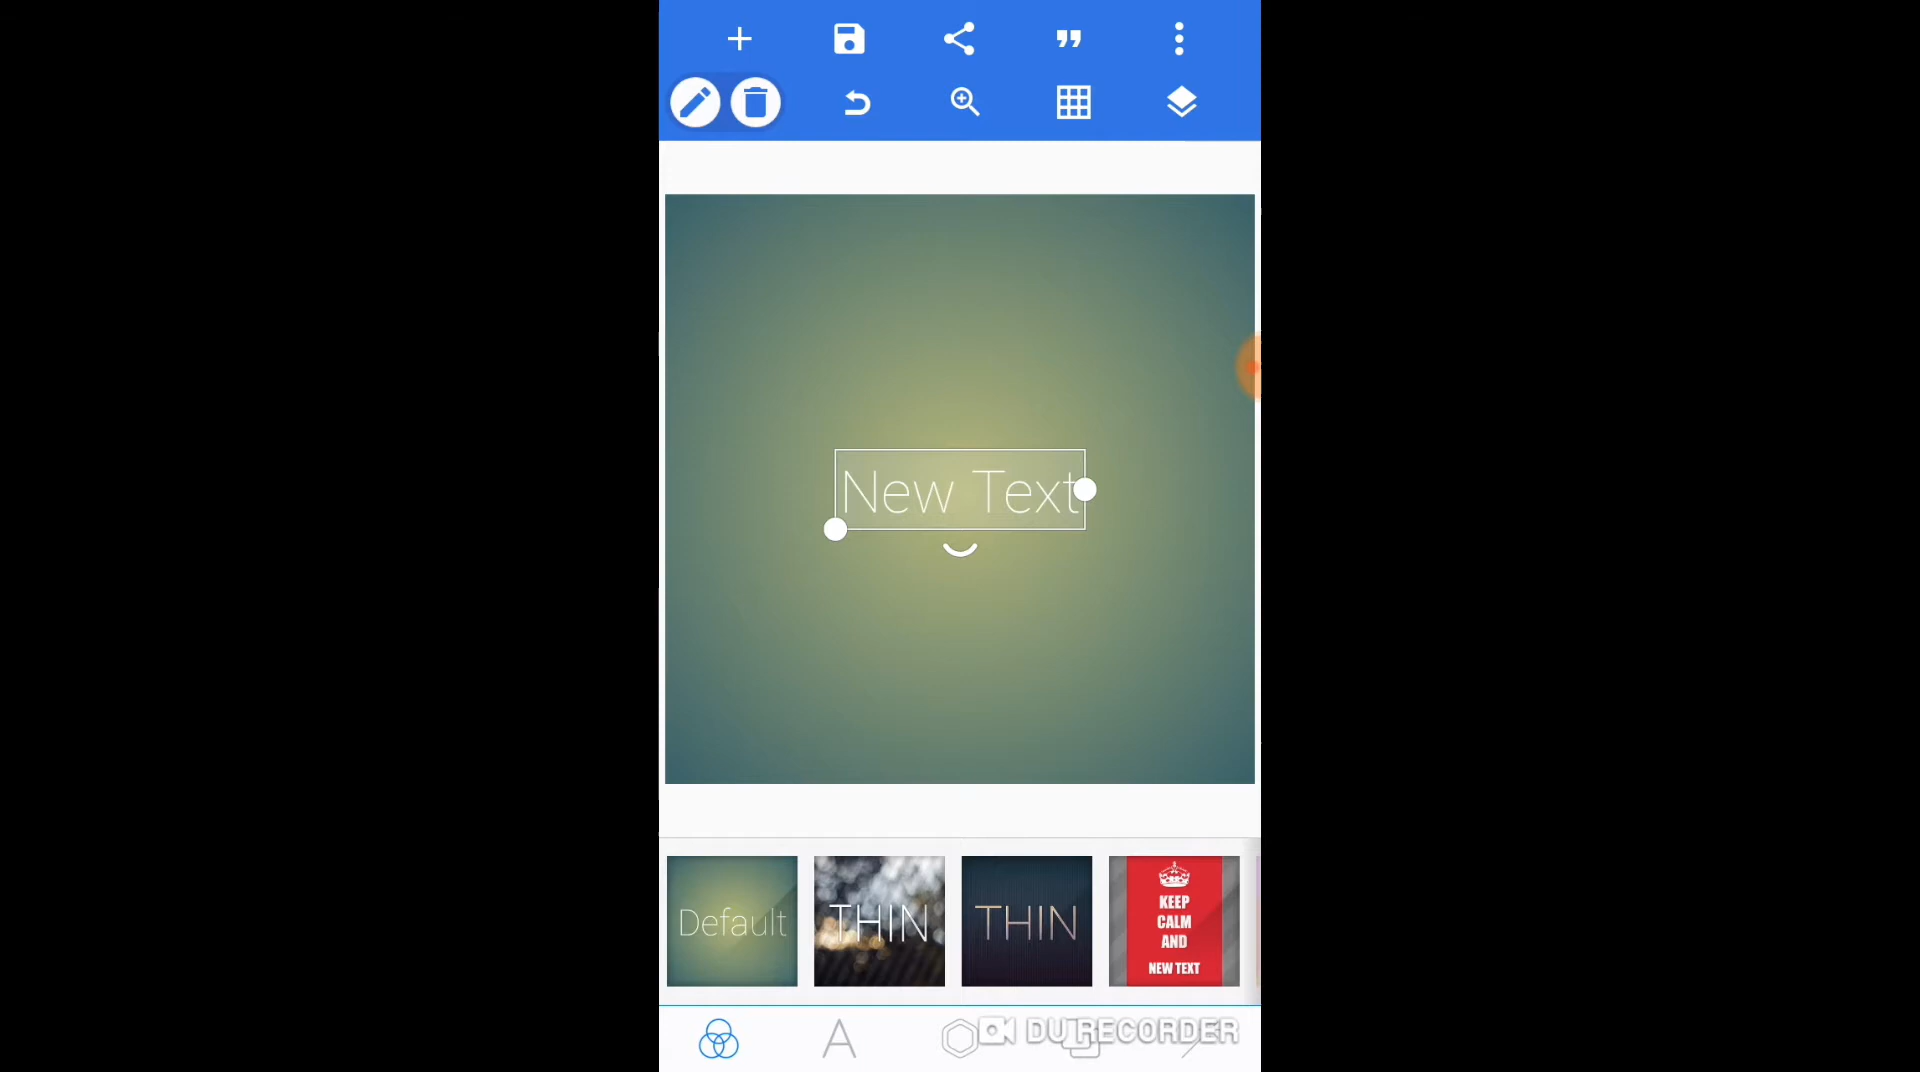 New Text
Default
THIN
THIN
KEEP
CALM
AND
NEW TEXT
DU RECORDER